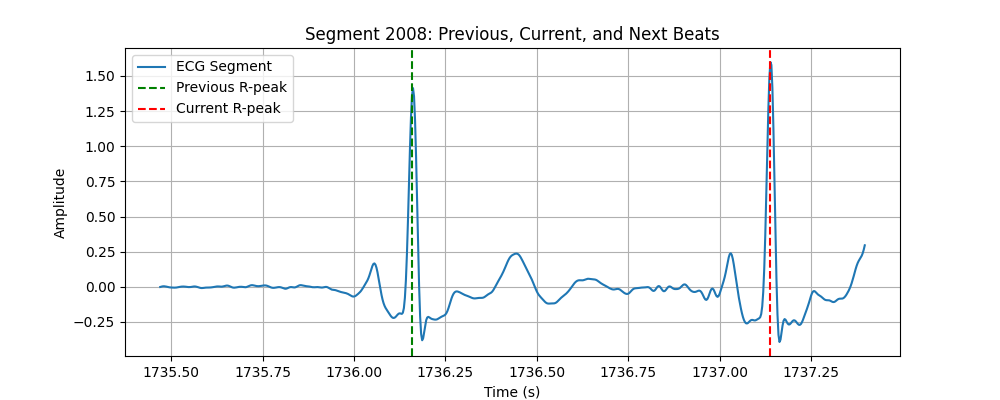 Segment 2008: Previous, Current, and Next Beats
ECG Segment
Previous R-peak
Current R-peak
Amplitude
1.50
1.25
1.00
0.75
0.50
0.25
0.00
−0.25
1735.50 1735.75 1736.00 1736.25 1736.50 1736.75 1737.00 1737.25
Time (s)